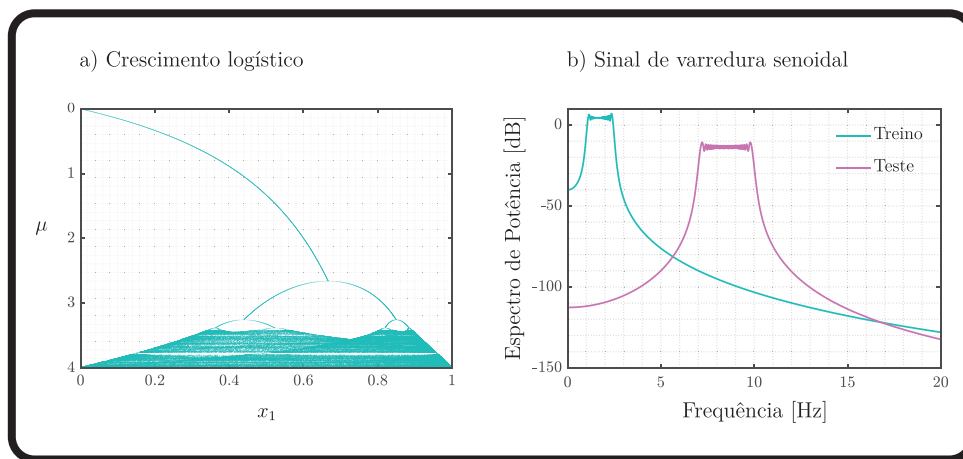 a) Crescimento logístico
0
1
μ
2
3
4
0
0.2
0.4
0.6
0.8
1
x₁
b) Sinal de varredura senoidal
Espectro de Potência [dB]
0
-50
-100
-150
Treino
Teste
0
5
10
15
20
Frequência [Hz]